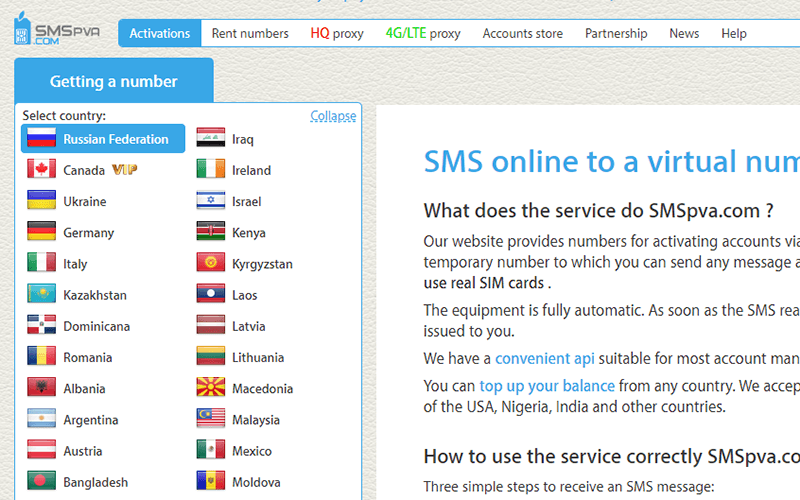 SMSPVA
.COM
Activations
Rent numbers
HQ proxy
4G/LTE proxy
Accounts store
Partnership
News
Help
Getting a number
Select country:
Collapse
Russian Federation
Iraq
Canada VIP
Ireland
Ukraine
Israel
Germany
Kenya
Italy
Kyrgyzstan
Kazakhstan
Laos
Dominicana
Latvia
Romania
Lithuania
Albania
Macedonia
Argentina
Malaysia
Austria
Mexico
Bangladesh
Moldova
SMS online to a virtual num
What does the service do SMSpva.com ?
Our website provides numbers for activating accounts via
temporary number to which you can send any message a
use real SIM cards .
The equipment is fully automatic. As soon as the SMS rea
issued to you.
We have a convenient api suitable for most account man
You can top up your balance from any country. We accep
of the USA, Nigeria, India and other countries.
How to use the service correctly SMSpva.co
Three simple steps to receive an SMS message: